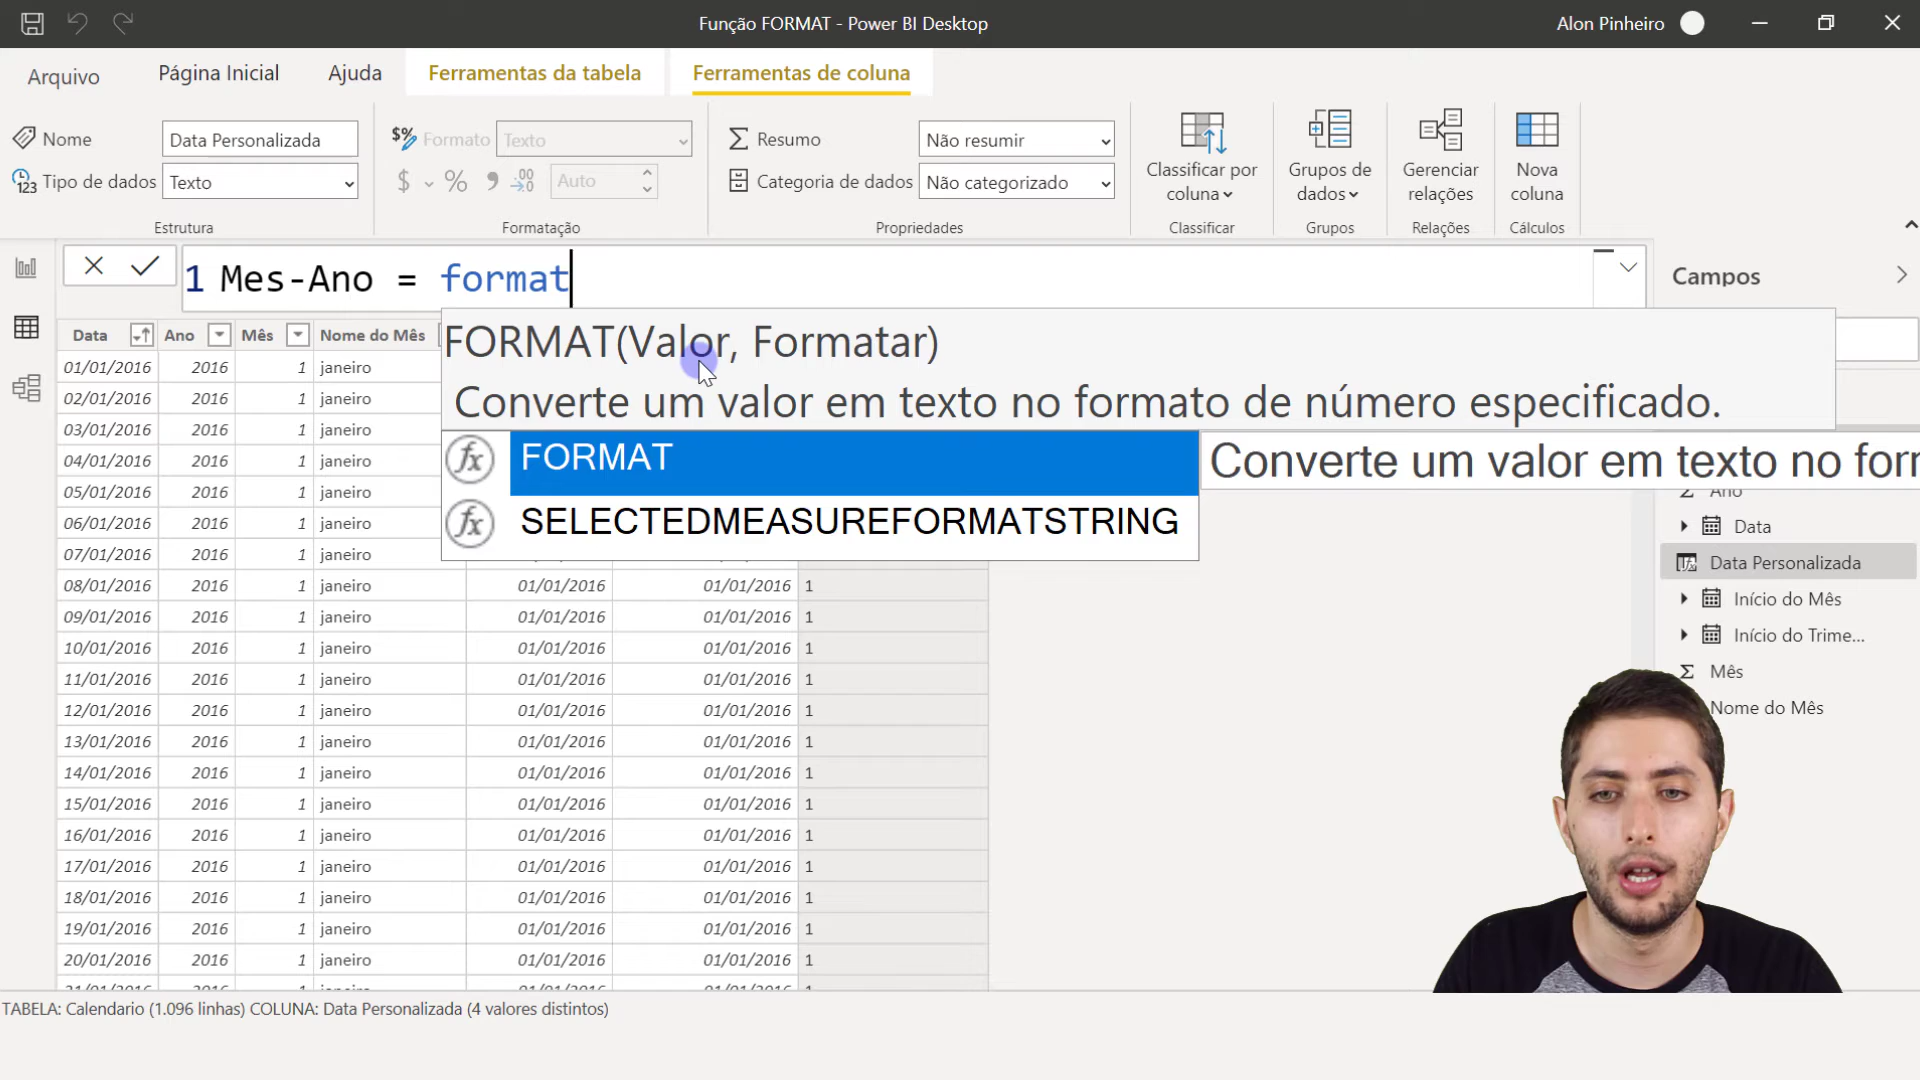 Função FORMAT - Power BI Desktop
Alon Pinheiro
Arquivo
Página Inicial
Ajuda
Ferramentas da tabela
Ferramentas de coluna
Nome
Data Personalizada
Tipo de dados
Texto
Estrutura
Formato
Texto
$ % Auto
Formatação
Resumo
Não resumir
Categoria de dados
Não categorizado
Propriedades
Classificar por
coluna
Classificar
Grupos de
dados
Grupos
Gerenciar
relações
Relações
Nova
coluna
Cálculos
1 Mes-Ano = format
FORMAT(Valor, Formatar)
Converte um valor em texto no formato de número especificado.
FORMAT
Converte um valor em texto no form
SELECTEDMEASUREFORMATSTRING
Data Ano Mês Nome do Mês
01/01/2016 2016 1 janeiro
02/01/2016 2016 1 janeiro
03/01/2016 2016 1 janeiro
04/01/2016 2016 1 janeiro
05/01/2016 2016 1 janeiro
06/01/2016 2016 1 janeiro
07/01/2016 2016 1 janeiro
08/01/2016 2016 1 janeiro 01/01/2016 01/01/2016 1
09/01/2016 2016 1 janeiro 01/01/2016 01/01/2016 1
10/01/2016 2016 1 janeiro 01/01/2016 01/01/2016 1
11/01/2016 2016 1 janeiro 01/01/2016 01/01/2016 1
12/01/2016 2016 1 janeiro 01/01/2016 01/01/2016 1
13/01/2016 2016 1 janeiro 01/01/2016 01/01/2016 1
14/01/2016 2016 1 janeiro 01/01/2016 01/01/2016 1
15/01/2016 2016 1 janeiro 01/01/2016 01/01/2016 1
16/01/2016 2016 1 janeiro 01/01/2016 01/01/2016 1
17/01/2016 2016 1 janeiro 01/01/2016 01/01/2016 1
18/01/2016 2016 1 janeiro 01/01/2016 01/01/2016 1
19/01/2016 2016 1 janeiro 01/01/2016 01/01/2016 1
20/01/2016 2016 1 janeiro 01/01/2016 01/01/2016 1
Campos
Ano
Data
Data Personalizada
Início do Mês
Início do Trime...
Mês
Nome do Mês
TABELA: Calendario (1.096 linhas) COLUNA: Data Personalizada (4 valores distintos)